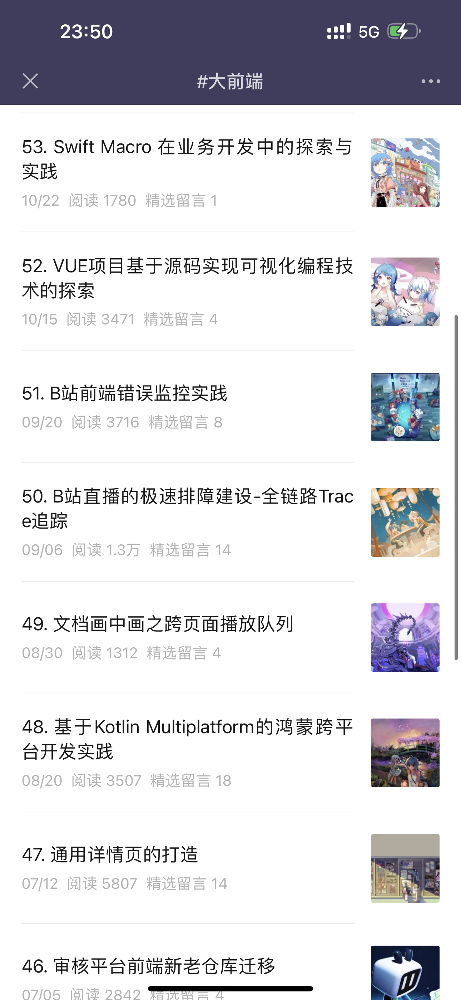 23:50
5G
#大前端
53. Swift Macro 在业务开发中的探索与
实践
10/22 阅读 1780 精选留言 1
52. VUE项目基于源码实现可视化编程技
术的探索
10/15 阅读 3471 精选留言 4
51. B站前端错误监控实践
09/20 阅读 3716 精选留言 8
50. B站直播的极速排障建设-全链路Trac
e追踪
09/06 阅读 1.3万 精选留言 14
49. 文档画中画之跨页面播放队列
08/30 阅读 1312 精选留言 4
48. 基于Kotlin Multiplatform的鸿蒙跨平
台开发实践
08/20 阅读 3507 精选留言 18
47. 通用详情页的打造
07/12 阅读 5807 精选留言 14
46. 审核平台前端新老仓库迁移
07/05 阅读 2842 精选留言 4